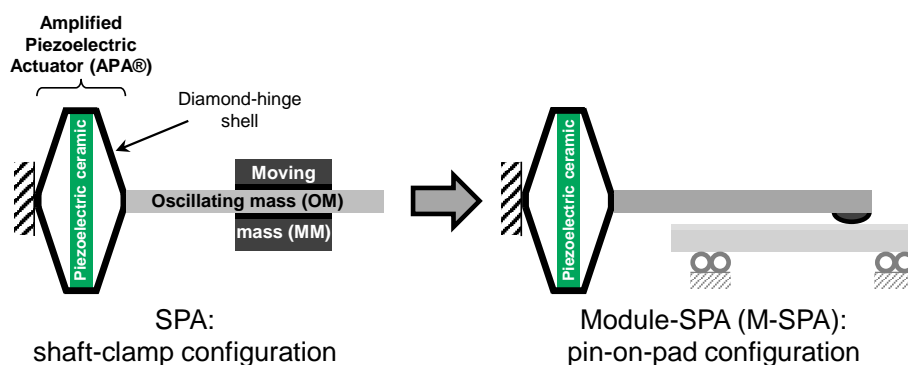 Amplified
Piezoelectric
Actuator (APA®)
Diamond-hinge
shell
Piezoelectric ceramic
Moving
Oscillating mass (OM)
mass (MM)
Piezoelectric ceramic
SPA:
shaft-clamp configuration
Module-SPA (M-SPA):
pin-on-pad configuration